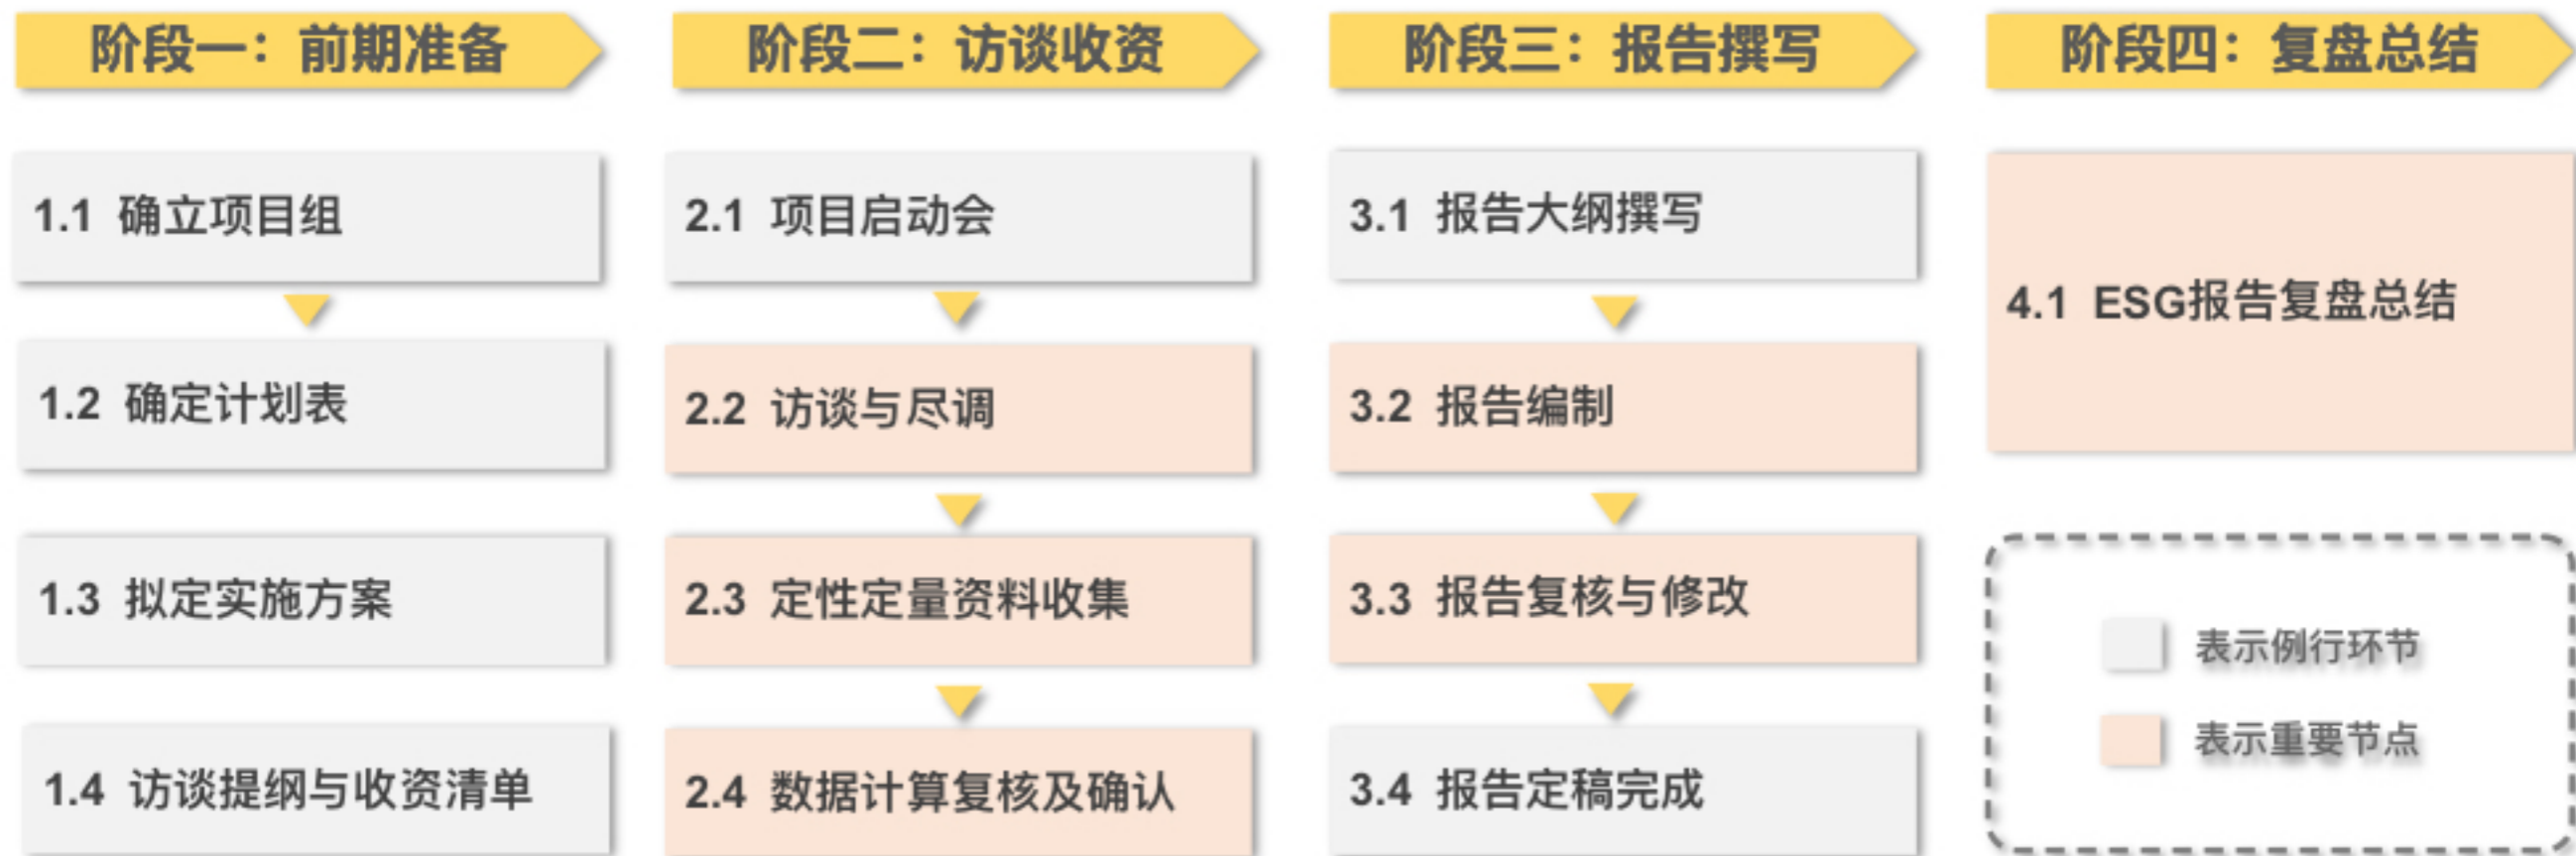 阶段一：前期准备
1.1 确立项目组
1.2 确定计划表
1.3 拟定实施方案
1.4 访谈提纲与收资清单
阶段二：访谈收资
2.1 项目启动会
2.2 访谈与尽调
2.3 定性定量资料收集
2.4 数据计算复核及确认
阶段三：报告撰写
3.1 报告大纲撰写
3.2 报告编制
3.3 报告复核与修改
3.4 报告定稿完成
阶段四：复盘总结
4.1 ESG报告复盘总结
表示例行环节
表示重要节点